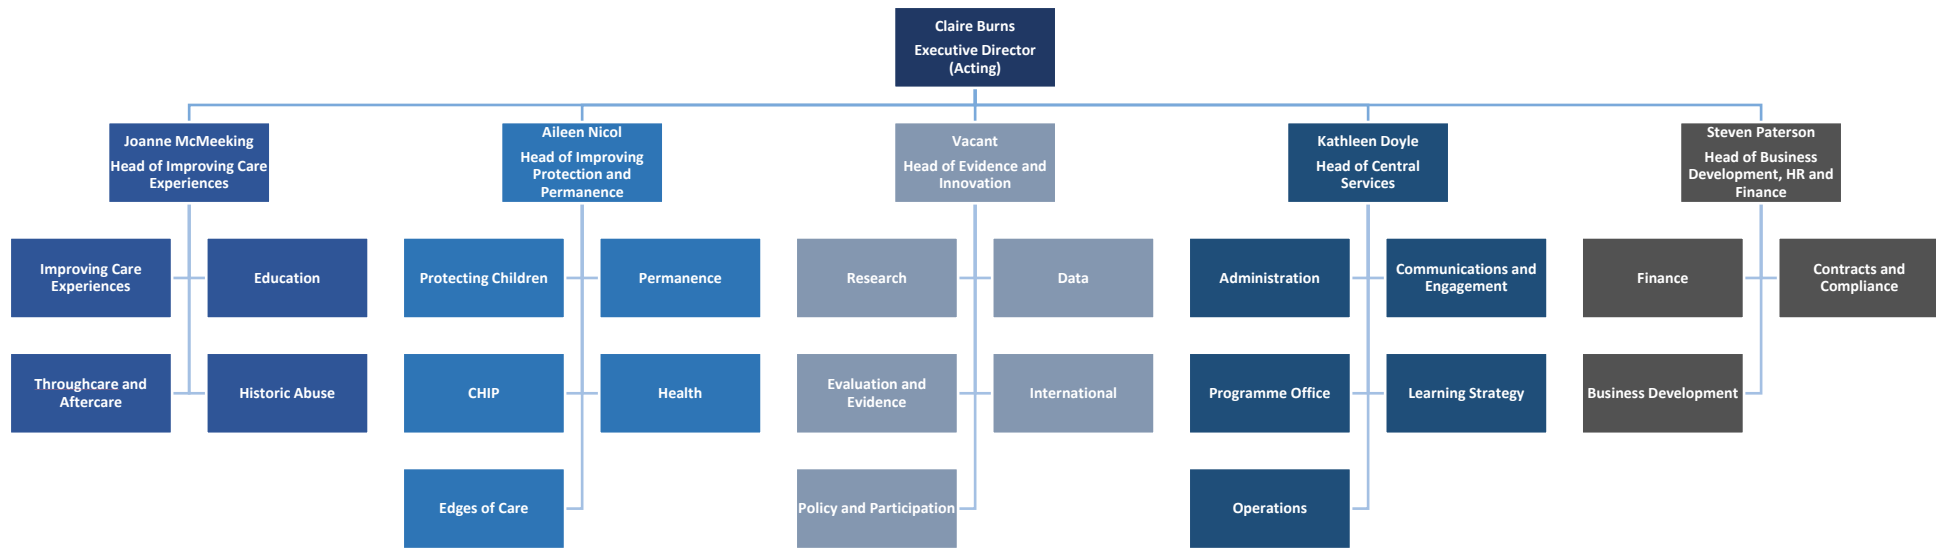 Claire Burns
Executive Director
(Acting)
Joanne McMeeking
Head of Improving Care
Experiences
Aileen Nicol
Head of Improving
Protection and
Permanence
Vacant
Head of Evidence and
Innovation
Kathleen Doyle
Head of Central
Services
Steven Paterson
Head of Business
Development, HR and
Finance
Improving Care
Experiences
Education
Throughcare and
Aftercare
Historic Abuse
Protecting Children
Permanence
CHIP
Health
Edges of Care
Research
Data
Evaluation and
Evidence
International
Policy and Participation
Administration
Communications and
Engagement
Programme Office
Learning Strategy
Operations
Finance
Contracts and
Compliance
Business Development